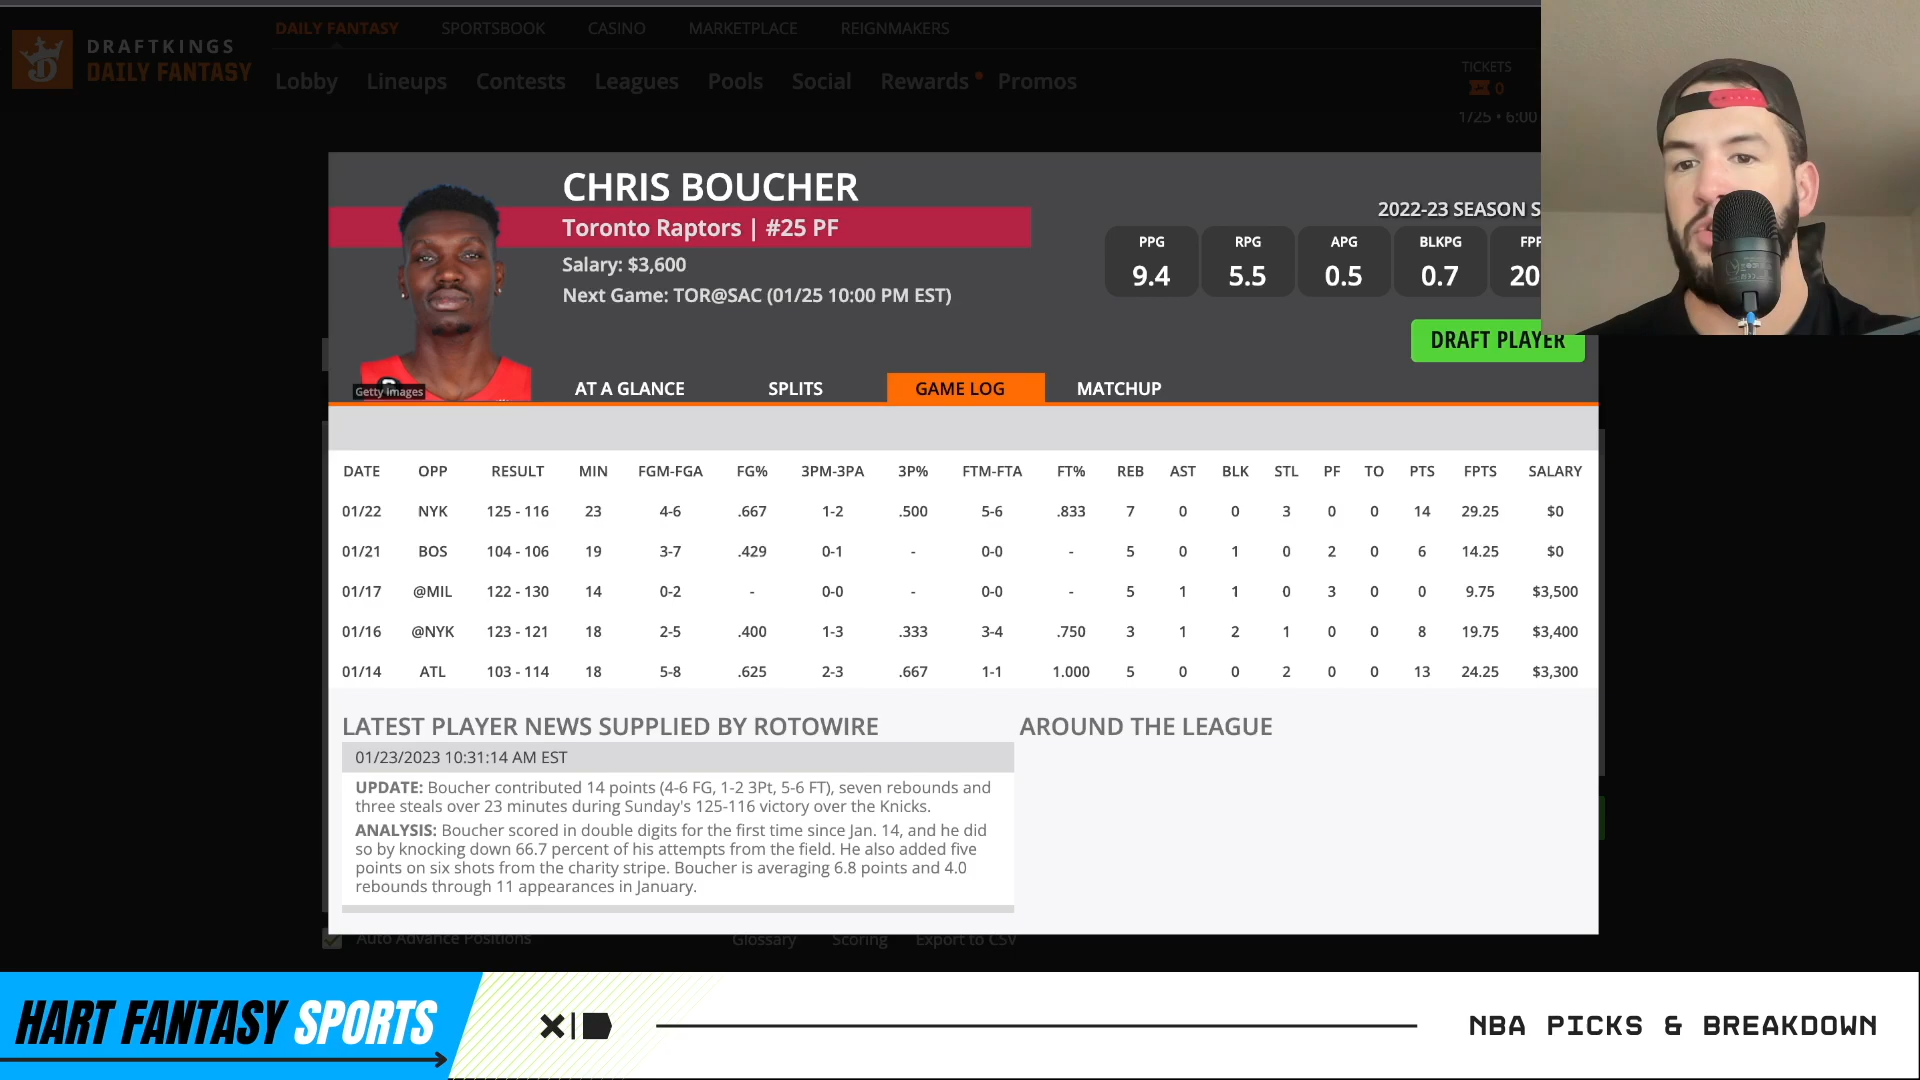 DAILY FANTASY SPORTSBOOK CASINO MARKETPLACE REIGNMAKERS
DRAFTKINGS
DAILY FANTASY
Lobby Lineups Contests Leagues Pools Social Rewards Promos
TICKETS
0
1/25 • 6:00
CHRIS BOUCHER
Toronto Raptors | #25 PF
Salary: $3,600
Next Game: TOR@SAC (01/25 10:00 PM EST)
2022-23 SEASON S
PPG RPG APG BLKPG FPP
9.4 5.5 0.5 0.7 20
DRAFT PLAYER
Getty Images
AT A GLANCE SPLITS GAME LOG MATCHUP
DATE OPP RESULT MIN FGM-FGA FG% 3PM-3PA 3P% FTM-FTA FT% REB AST BLK STL PF TO PTS FPTS SALARY
01/22 NYK 125 - 116 23 4-6 .667 1-2 .500 5-6 .833 7 0 0 3 0 0 14 29.25 $0
01/21 BOS 104 - 106 19 3-7 .429 0-1 - 0-0 - 5 0 1 0 2 0 6 14.25 $0
01/17 @MIL 122 - 130 14 0-2 - 0-0 - 0-0 - 5 1 1 0 3 0 0 9.75 $3,500
01/16 @NYK 123 - 121 18 2-5 .400 1-3 .333 3-4 .750 3 1 2 1 0 0 8 19.75 $3,400
01/14 ATL 103 - 114 18 5-8 .625 2-3 .667 1-1 1.000 5 0 0 2 0 0 13 24.25 $3,300
LATEST PLAYER NEWS SUPPLIED BY ROTOWIRE
AROUND THE LEAGUE
01/23/2023 10:31:14 AM EST
UPDATE: Boucher contributed 14 points (4-6 FG, 1-2 3Pt, 5-6 FT), seven rebounds and
three steals over 23 minutes during Sunday's 125-116 victory over the Knicks.
ANALYSIS: Boucher scored in double digits for the first time since Jan. 14, and he did
so by knocking down 66.7 percent of his attempts from the field. He also added five
points on six shots from the charity stripe. Boucher is averaging 6.8 points and 4.0
rebounds through 11 appearances in January.
Auto Advance Positions Glossary Scoring Export to CSV
HART FANTASY SPORTS
NBA PICKS & BREAKDOWN